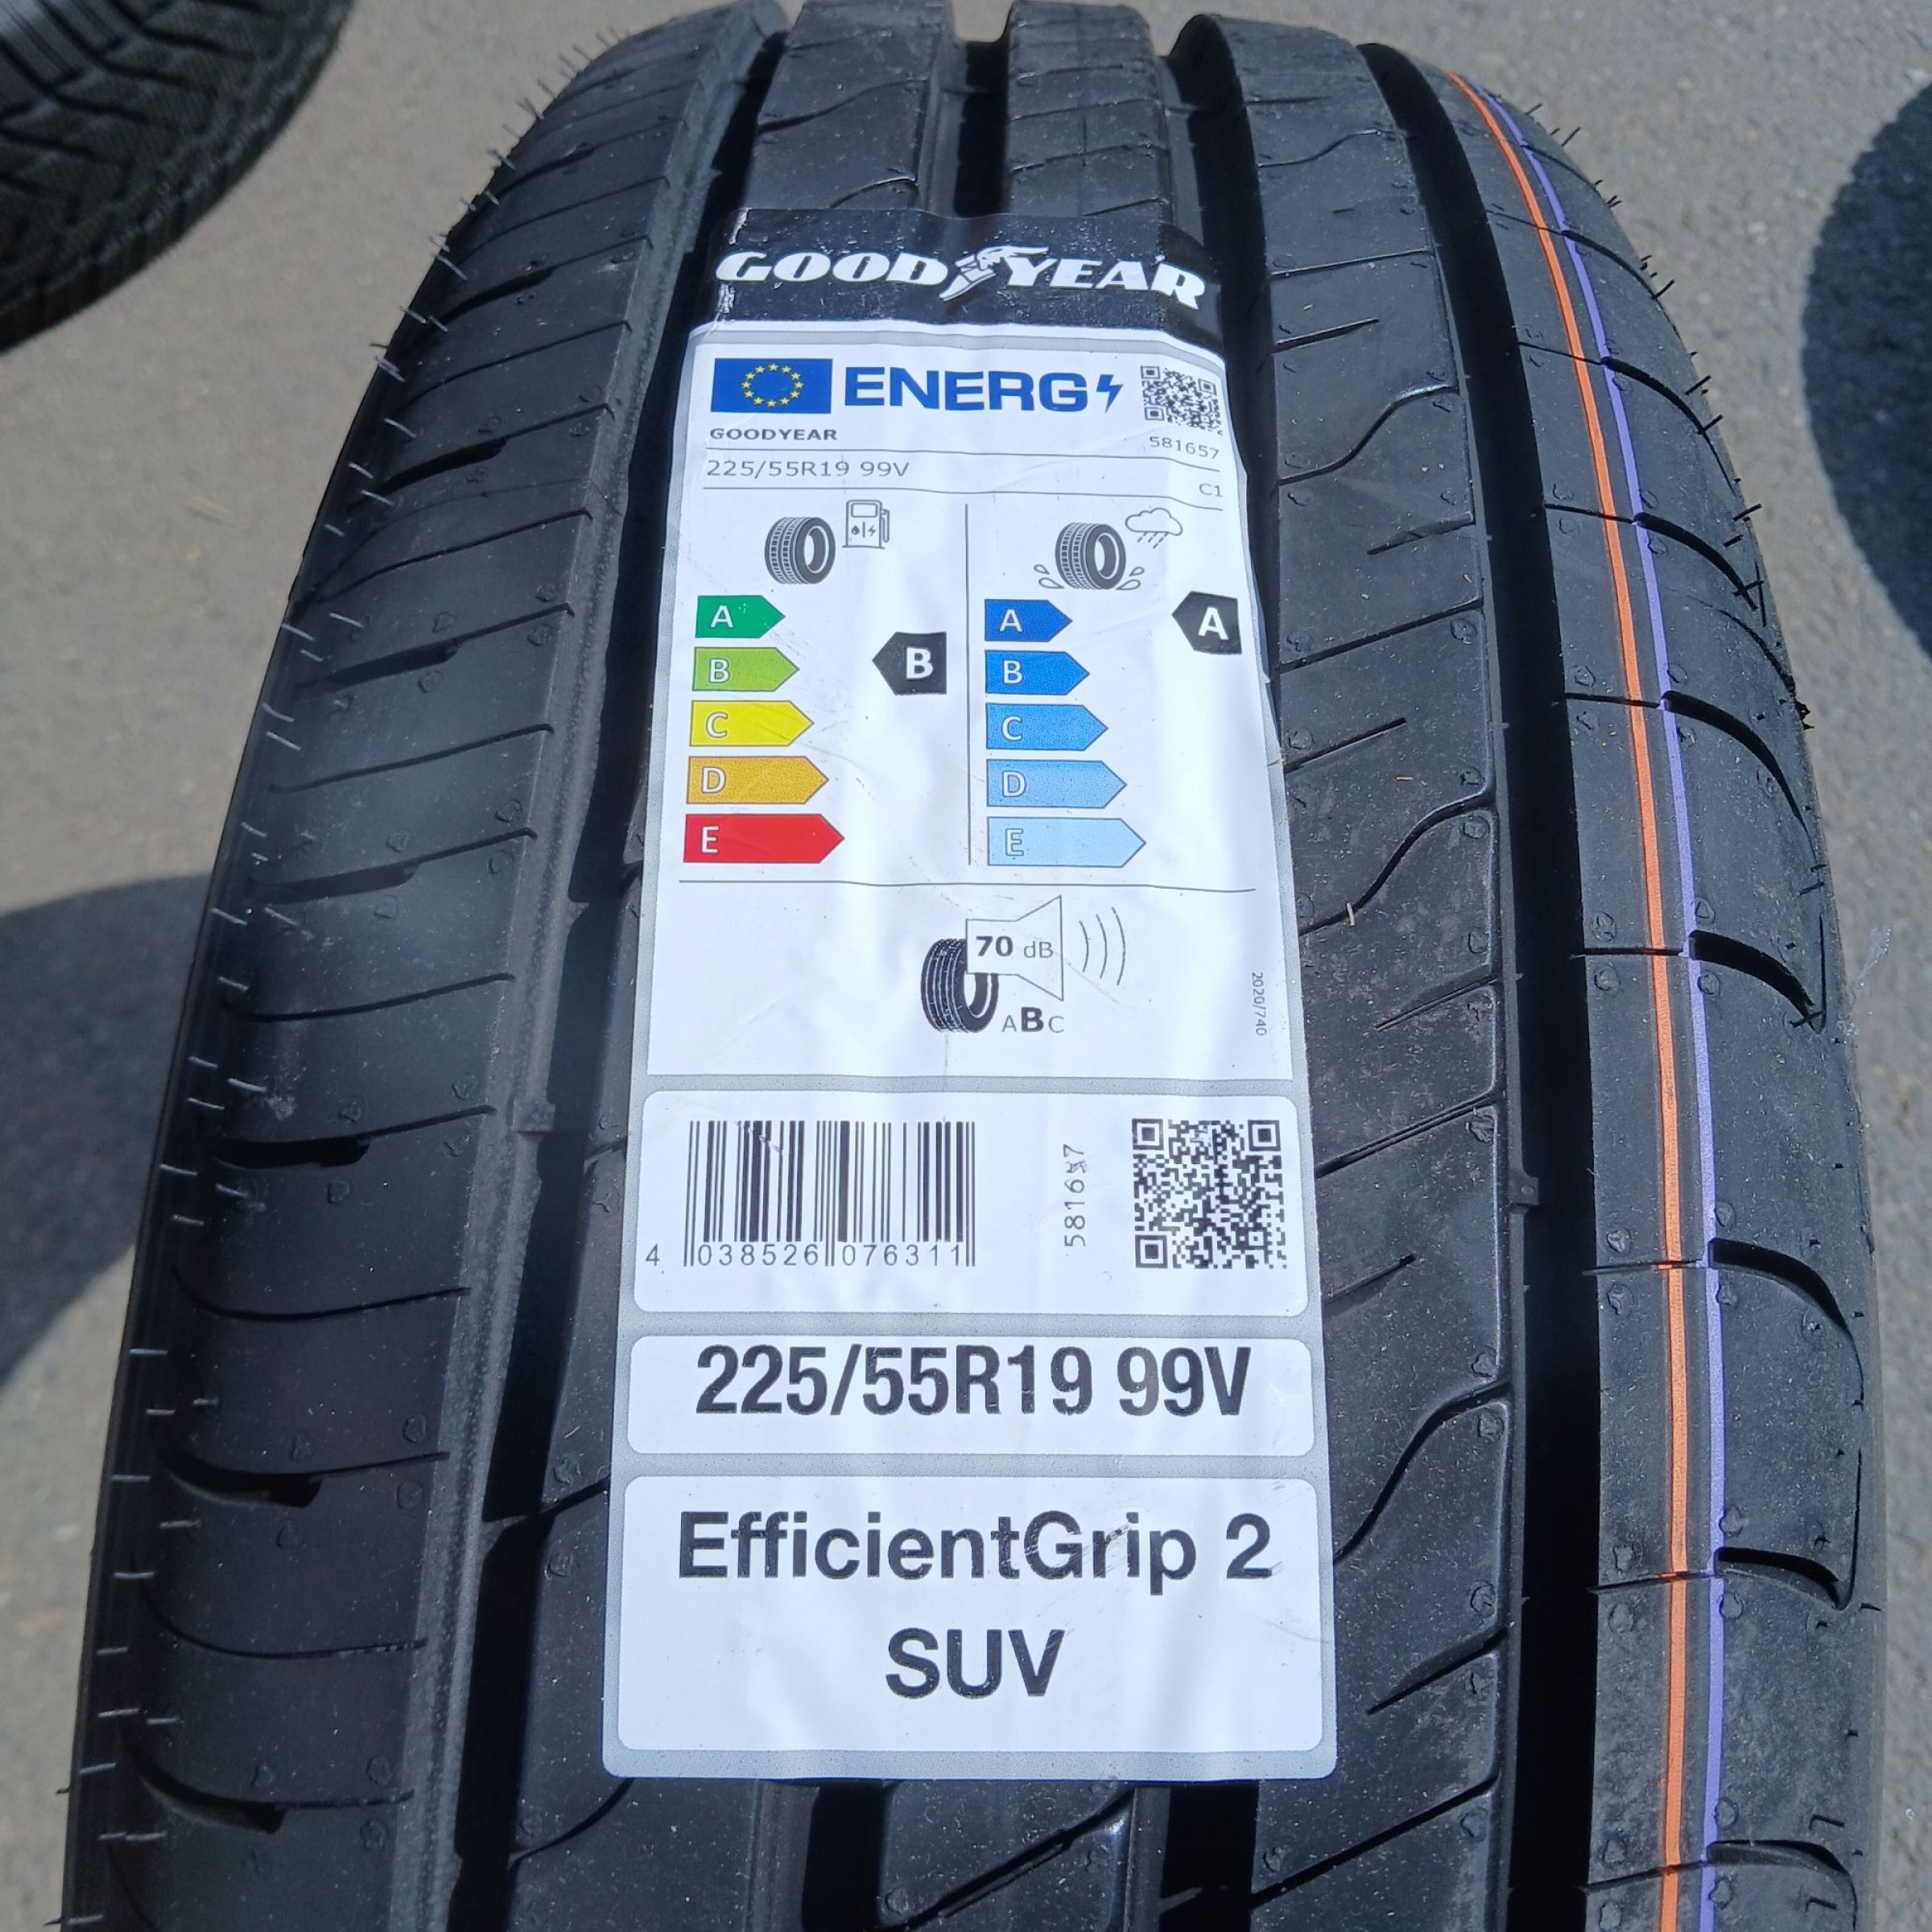 GOODYEAR
ENERG
GOODYEAR
581657
225/55R19 99V
C1
A
B
C
D
E
B
A
B
C
D
E
A
70 dB
ABC
2020/740
4 038526 076311
581657
225/55R19 99V
EfficientGrip 2
SUV